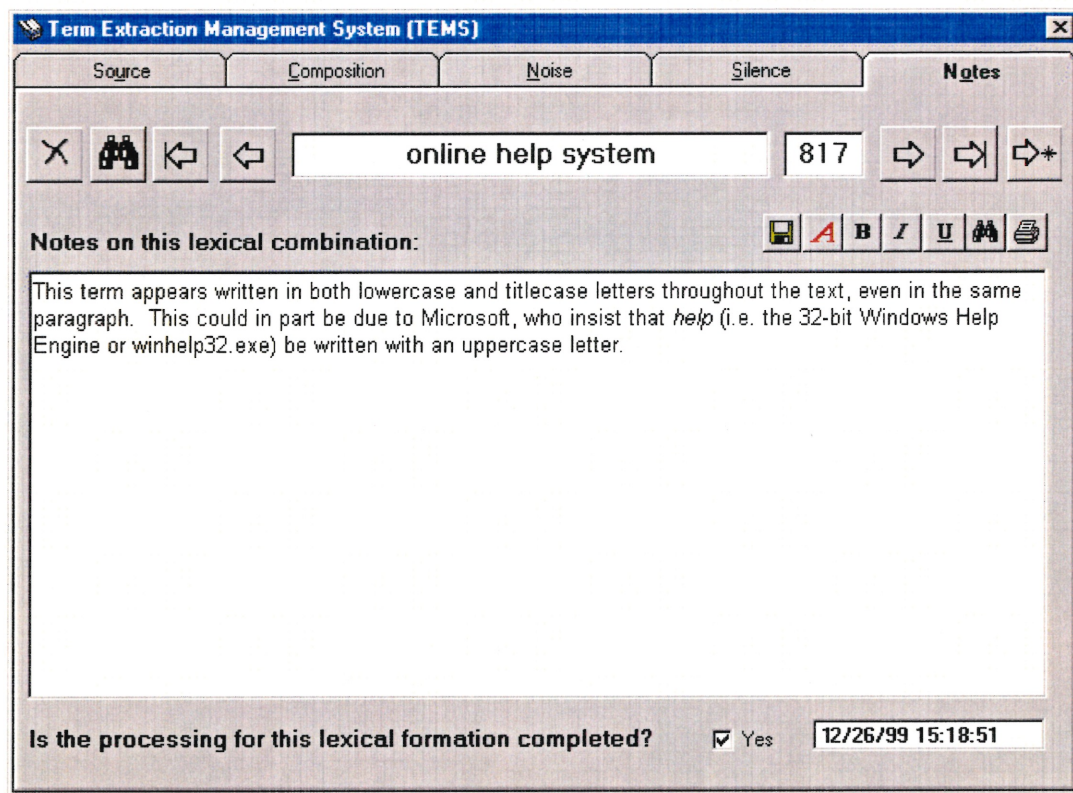 Term Extraction Management System (TEMS)
Source Composition Noise Silence Notes
online help system 817
Notes on this lexical combination:
A B I U
This term appears written in both lowercase and titlecase letters throughout the text, even in the same
paragraph. This could in part be due to Microsoft, who insist that help (i.e. the 32-bit Windows Help
Engine or winhelp32.exe) be written with an uppercase letter.
Is the processing for this lexical formation completed? Yes 12/26/99 15:18:51